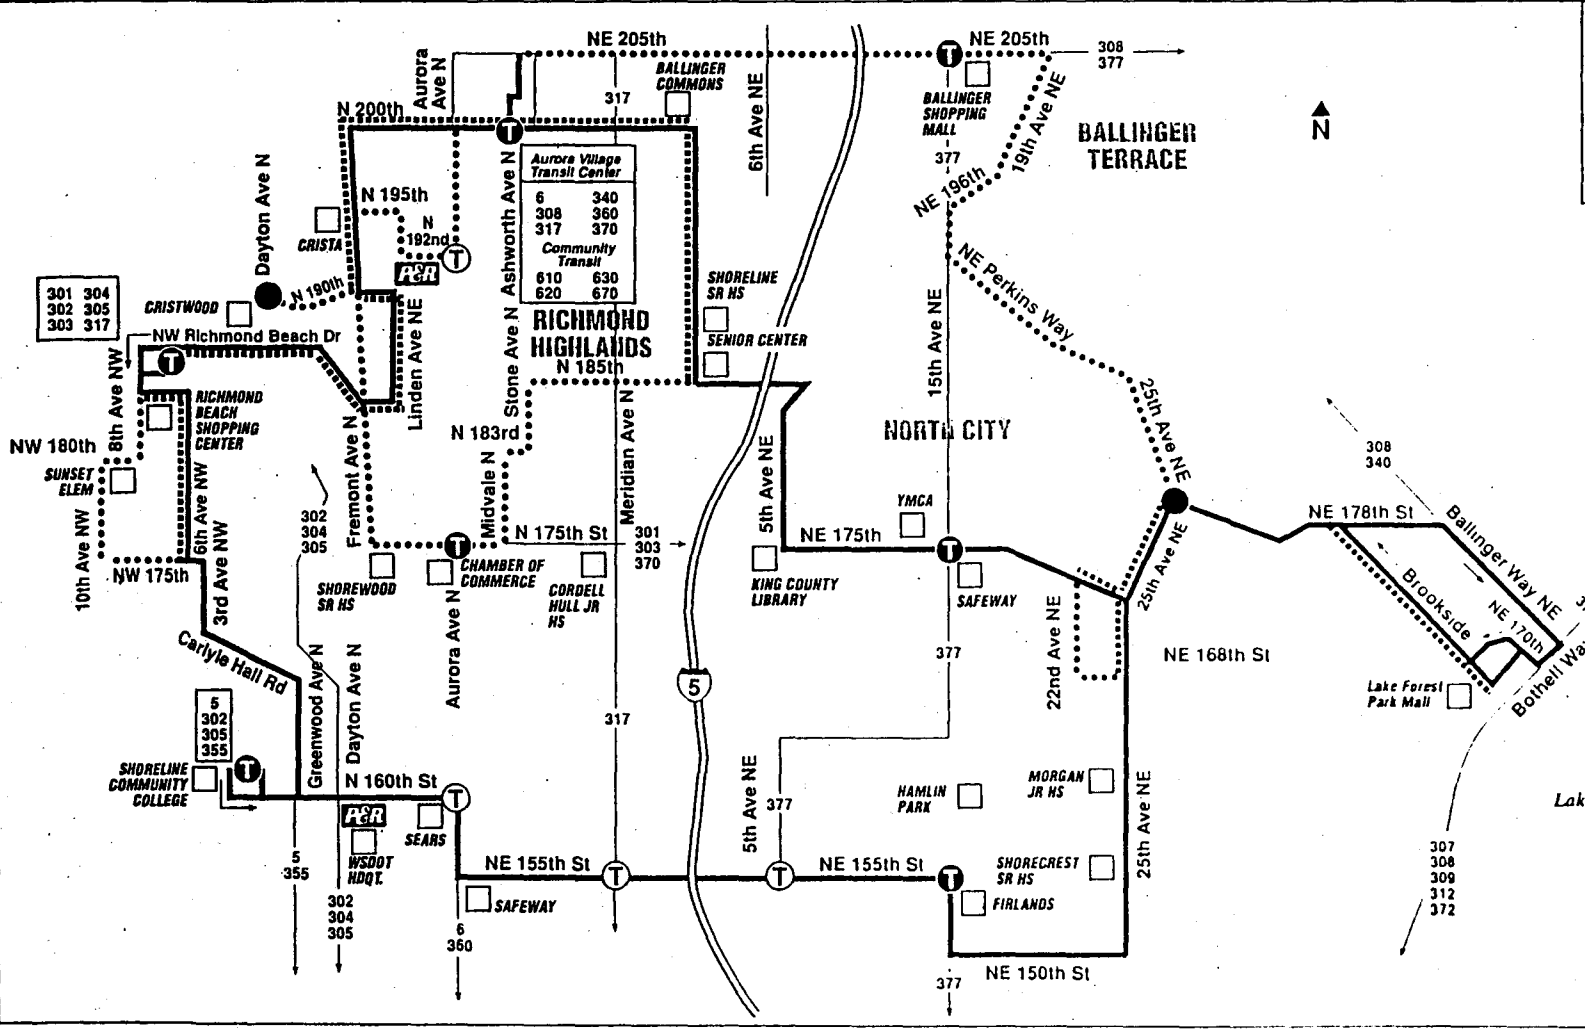 NE 205th
NE 205th
308
377
Aurora
Ave N
BALLINGER
COMMONS
317
6th Ave NE
BALLINGER
SHOPPING
MALL
19th Ave NE
BALLINGER
TERRACE
N
N 200th
T
T
377
NE 196th
Aurora Village
Transit Center
6 340
308 360
317 370
Community
Transit
610 630
620 670
Dayton Ave N
N 195th
N
192nd
CRISTA
P&R
T
Ashworth Ave N
NE Perkins Way
SHORELINE
SR HS
SENIOR CENTER
301 304
302 305
303 317
CRISTWOOD
N 190th
NW Richmond Beach Dr
T
Linden Ave NE
Stone Ave N
RICHMOND
HIGHLANDS
N 185th
15th Ave NE
25th Ave NE
8th Ave NW
RICHMOND
BEACH
SHOPPING
CENTER
NW 180th
SUNSET
ELEM
N 183rd
Meridian Ave N
NORTH CITY
308
340
Fremont Ave N
Midvale N
5th Ave NE
YMCA
10th Ave NW
6th Ave NW
3rd Ave NW
NW 175th
302
304
305
T
N 175th St
301
303
370
NE 175th
T
NE 178th St
Ballinger Way NE
SHOREWOOD
SR HS
CHAMBER OF
COMMERCE
CORDELL
HULL JR
HS
KING COUNTY
LIBRARY
SAFEWAY
25th Ave NE
Brookside
NE 170th
Carlyle Hall Rd
Greenwood Ave N
Dayton Ave N
Aurora Ave N
377
22nd Ave NE
NE 168th St
Lake Forest
Park Mall
Bothell Way
5
5
302
305
355
317
SHORELINE
COMMUNITY
COLLEGE
T
N 160th St
T
P&R
SEARS
WSDOT
HDQT.
5th Ave NE
377
HAMLIN
PARK
MORGAN
JR HS
25th Ave NE
Lak
5
355
NE 155th St
T
T
NE 155th St
T
SHORECREST
SR HS
307
308
309
312
372
302
304
305
SAFEWAY
FIRLANDS
6
360
NE 150th St
377